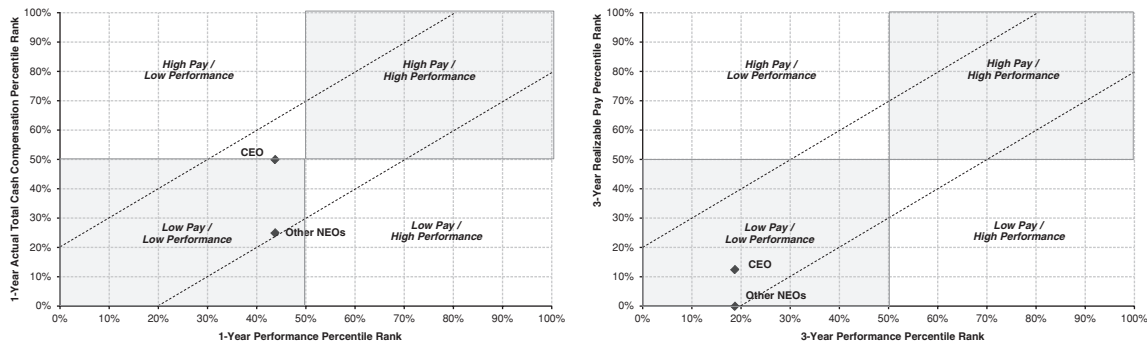 1-Year Actual Total Cash Compensation Percentile Rank
100%
90%
80%
70%
60%
50%
40%
30%
20%
10%
0%
High Pay /
Low Performance
High Pay /
High Performance
CEO
Low Pay /
Low Performance
Other NEOs
Low Pay /
High Performance
0%
10%
20%
30%
40%
50%
60%
70%
80%
90%
100%
1-Year Performance Percentile Rank
3-Year Realizable Pay Percentile Rank
100%
90%
80%
70%
60%
50%
40%
30%
20%
10%
0%
High Pay /
Low Performance
High Pay /
High Performance
Low Pay /
Low Performance
Low Pay /
High Performance
CEO
Other NEOs
0%
10%
20%
30%
40%
50%
60%
70%
80%
90%
100%
3-Year Performance Percentile Rank